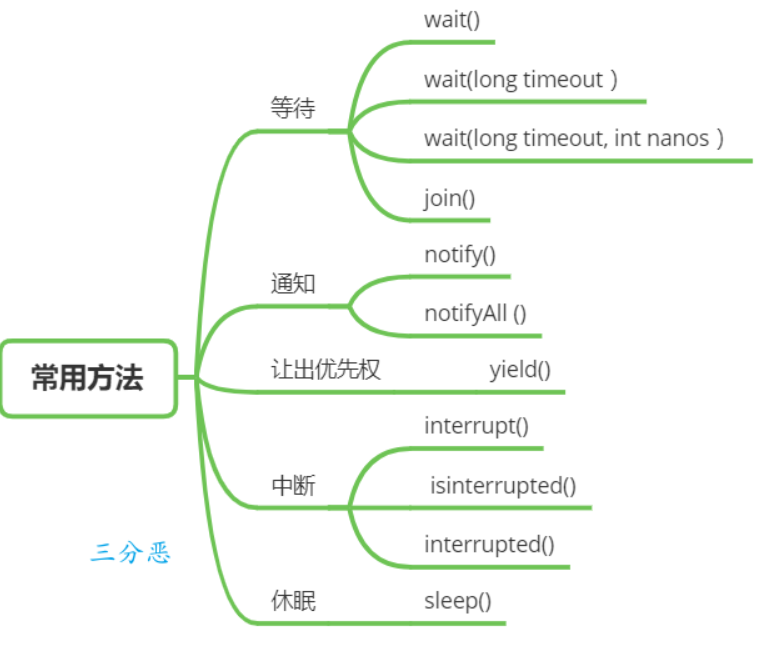 常用方法
等待
wait()
wait(long timeout )
wait(long timeout, int nanos )
join()
通知
notify()
notifyAll ()
让出优先权
yield()
中断
interrupt()
isinterrupted()
interrupted()
休眠
sleep()
三分恶